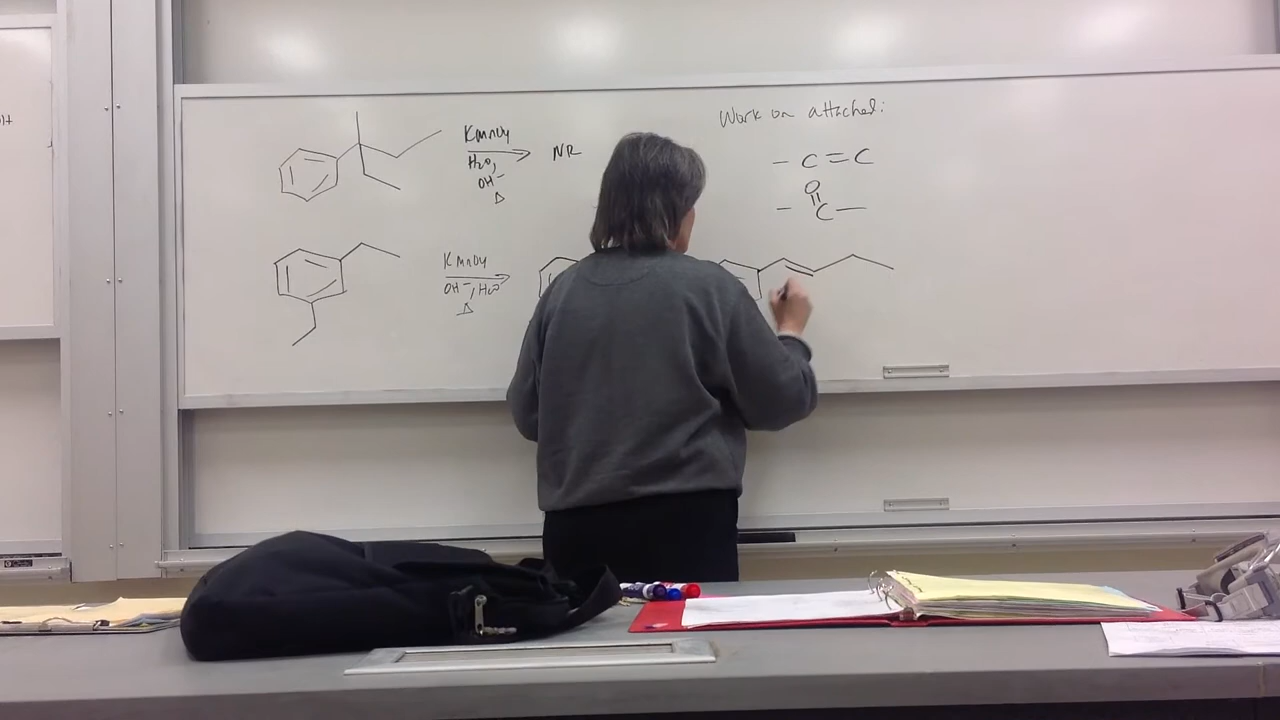 KMnO4
H2O,
OH-
Δ
NR
Work on attached:
- C=C
O
||
- C -
KMnO4
OH-, H2O
Δ